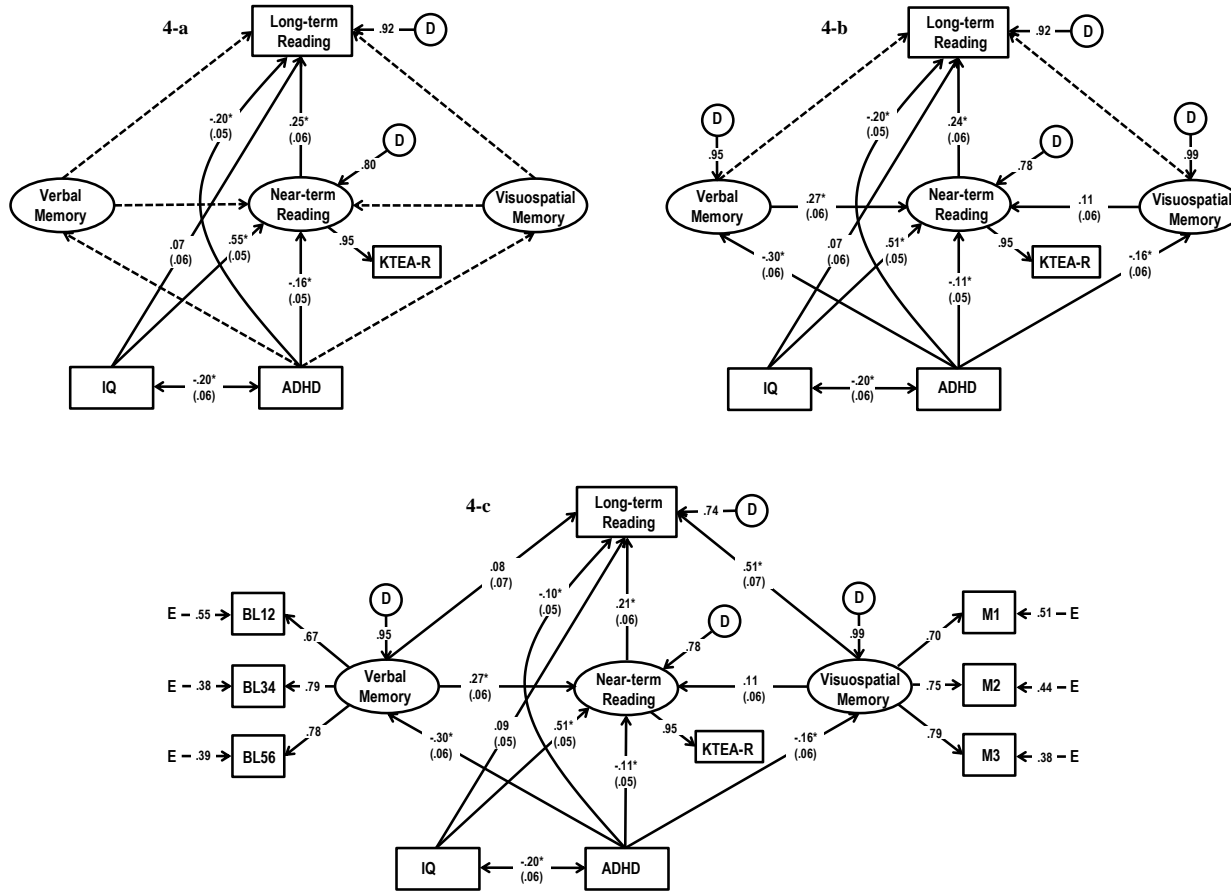 4-a
Long-term
Reading
.92
D
-.20*
(.05)
.25*
(.06)
D
.80
Verbal
Memory
Near-term
Reading
Visuospatial
Memory
.07
(.06)
.55*
(.05)
.95
KTEA-R
-.16*
(.05)
IQ
-.20*
(.06)
ADHD
4-b
Long-term
Reading
.92
D
D
.95
-.20*
(.05)
.24*
(.06)
D
.78
D
.99
Verbal
Memory
.27*
(.06)
Near-term
Reading
.11
(.06)
Visuospatial
Memory
-.30*
(.06)
.07
(.06)
.51*
(.05)
.95
KTEA-R
-.11*
(.05)
-.16*
(.06)
IQ
-.20*
(.06)
ADHD
4-c
Long-term
Reading
.74
D
.08
(.07)
.51*
(.07)
E
.55
BL12
.67
D
.95
-.10*
(.05)
.21*
(.06)
D
.78
D
.99
.70
M1
.51
E
E
.38
BL34
.79
Verbal
Memory
.27*
(.06)
Near-term
Reading
.11
(.06)
Visuospatial
Memory
.75
M2
.44
E
E
.39
BL56
.78
-.30*
(.06)
.09
(.05)
.51*
(.05)
.95
KTEA-R
-.11*
(.05)
-.16*
(.06)
.79
M3
.38
E
IQ
-.20*
(.06)
ADHD